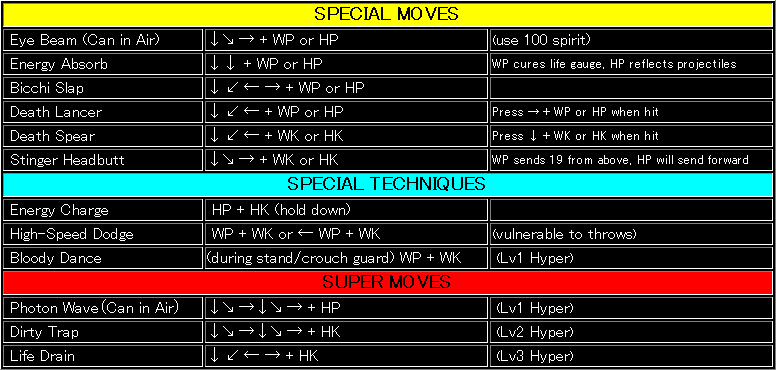 SPECIAL MOVES
Eye Beam (Can in Air) ↓↘→ + WP or HP (use 100 spirit)
Energy Absorb ↓ ↓ + WP or HP WP cures life gauge, HP reflects projectiles
Bicchi Slap ↓ ↙ ← → + WP or HP
Death Lancer ↓ ↙ ← + WP or HP Press → + WP or HP when hit
Death Spear ↓ ↙ ← + WK or HK Press ↓ + WK or HK when hit
Stinger Headbutt ↓↘ → + WK or HK WP sends 19 from above, HP will send forward
SPECIAL TECHNIQUES
Energy Charge HP + HK (hold down)
High-Speed Dodge WP + WK or ← WP + WK (vulnerable to throws)
Bloody Dance (during stand/crouch guard) WP + WK (Lv1 Hyper)
SUPER MOVES
Photon Wave(Can in Air) ↓↘ →↓↘ → + HP (Lv1 Hyper)
Dirty Trap ↓↘ →↓↘ → + HK (Lv2 Hyper)
Life Drain ↓ ↙ ← → + HK (Lv3 Hyper)